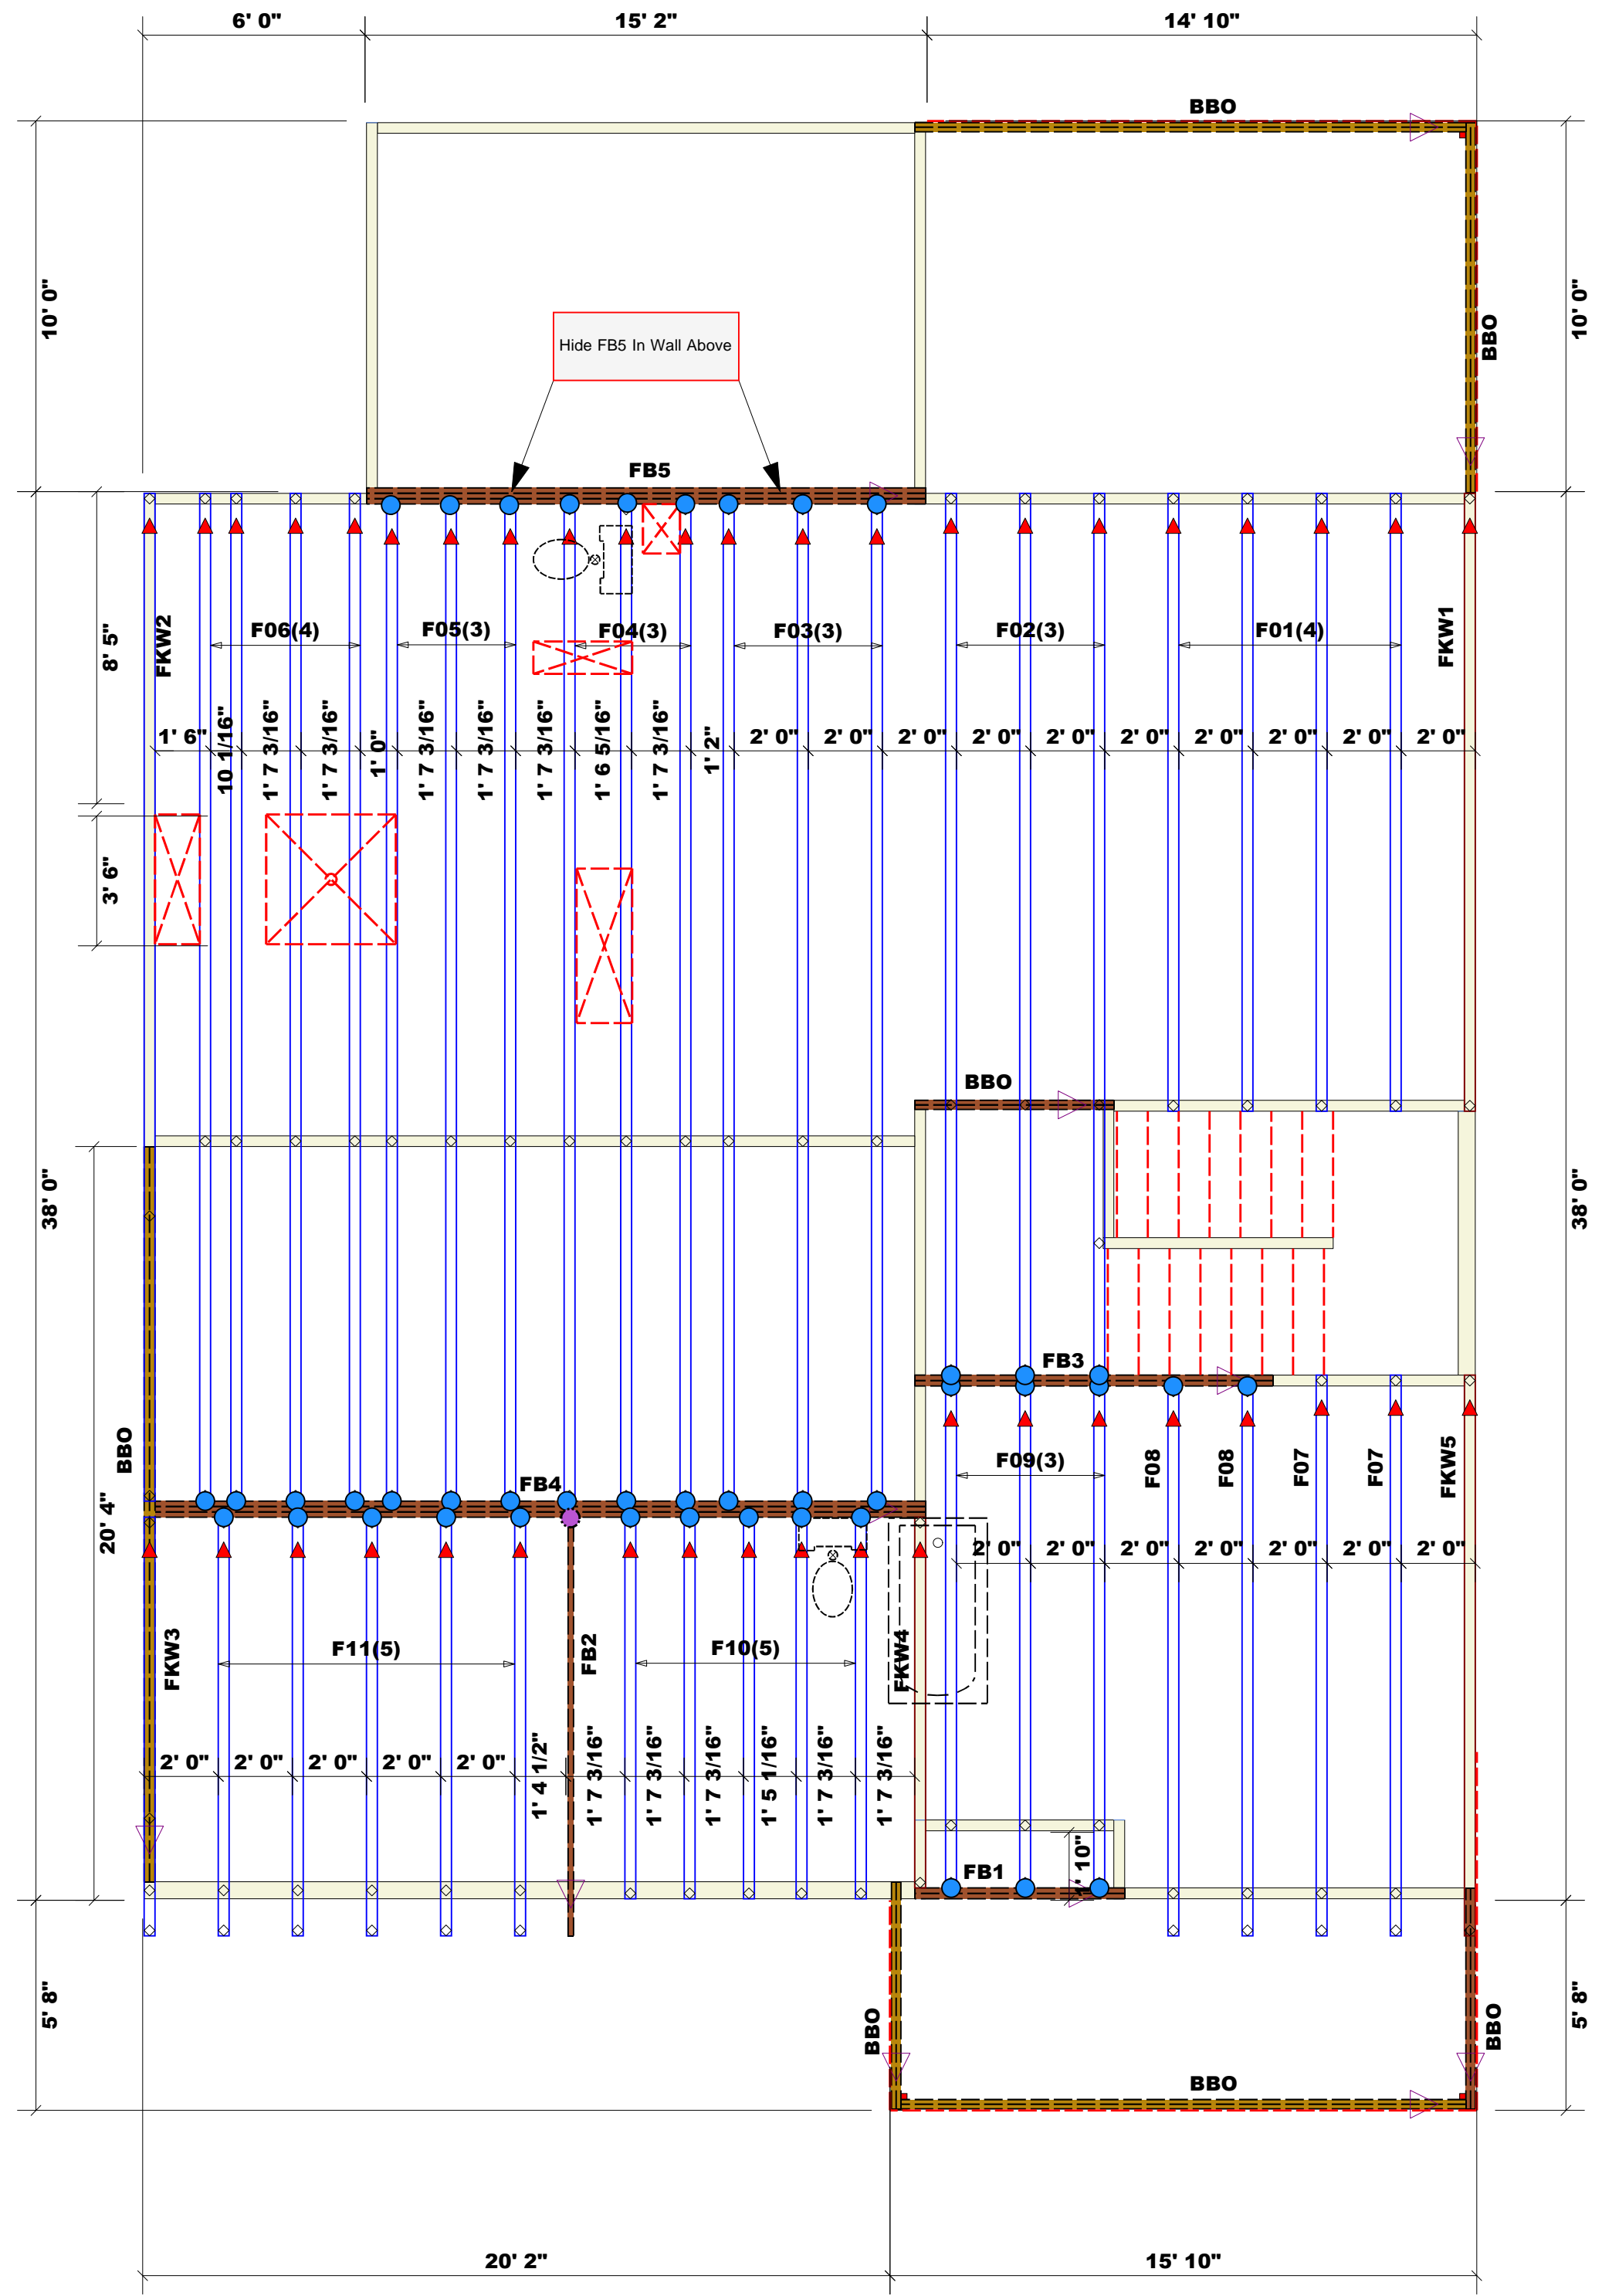 6' 0" 15' 2" 14' 10"
BBO
10' 0"
10' 0"
BBO
Hide FB5 In Wall Above
FB5
8' 5"
FKW2
F06(4) F05(3) F04(3) F03(3) F02(3) F01(4)
FKW1
1' 6" 10 1/16" 1' 7 3/16" 1' 7 3/16" 1' 0" 1' 7 3/16" 1' 7 3/16" 1' 7 3/16" 1' 6 5/16" 1' 7 3/16" 1' 2" 2' 0" 2' 0" 2' 0" 2' 0" 2' 0" 2' 0" 2' 0" 2' 0" 2' 0" 2' 0"
3' 6"
BBO
38' 0"
38' 0"
FB3
BBO
20' 4"
FB4
F09(3) F08 F08 F07 F07 FKW5
2' 0" 2' 0" 2' 0" 2' 0" 2' 0" 2' 0" 2' 0"
FKW3
F11(5)
FB2
F10(5)
FKW4
2' 0" 2' 0" 2' 0" 2' 0" 2' 0" 1' 4 1/2" 1' 7 3/16" 1' 7 3/16" 1' 7 3/16" 1' 5 1/16" 1' 7 3/16" 1' 7 3/16"
FB1
1' 10"
5' 8"
BBO
BBO
5' 8"
BBO
20' 2" 15' 10"